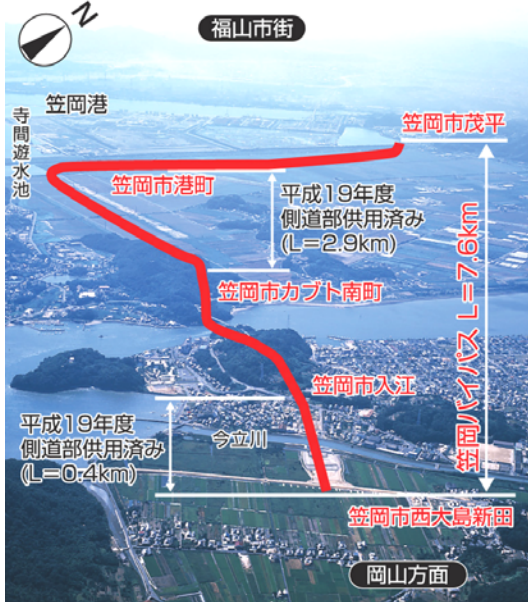 N
福山市街
笠岡港
寺間遊水池
笠岡市茂平
笠岡市港町
平成19年度
側道部供用済み
(L=2.9km)
笠岡市カブト南町
笠岡バイパス L=7.6km
笠岡市入江
平成19年度
側道部供用済み
(L=0.4km)
今立川
笠岡市西大島新田
岡山方面